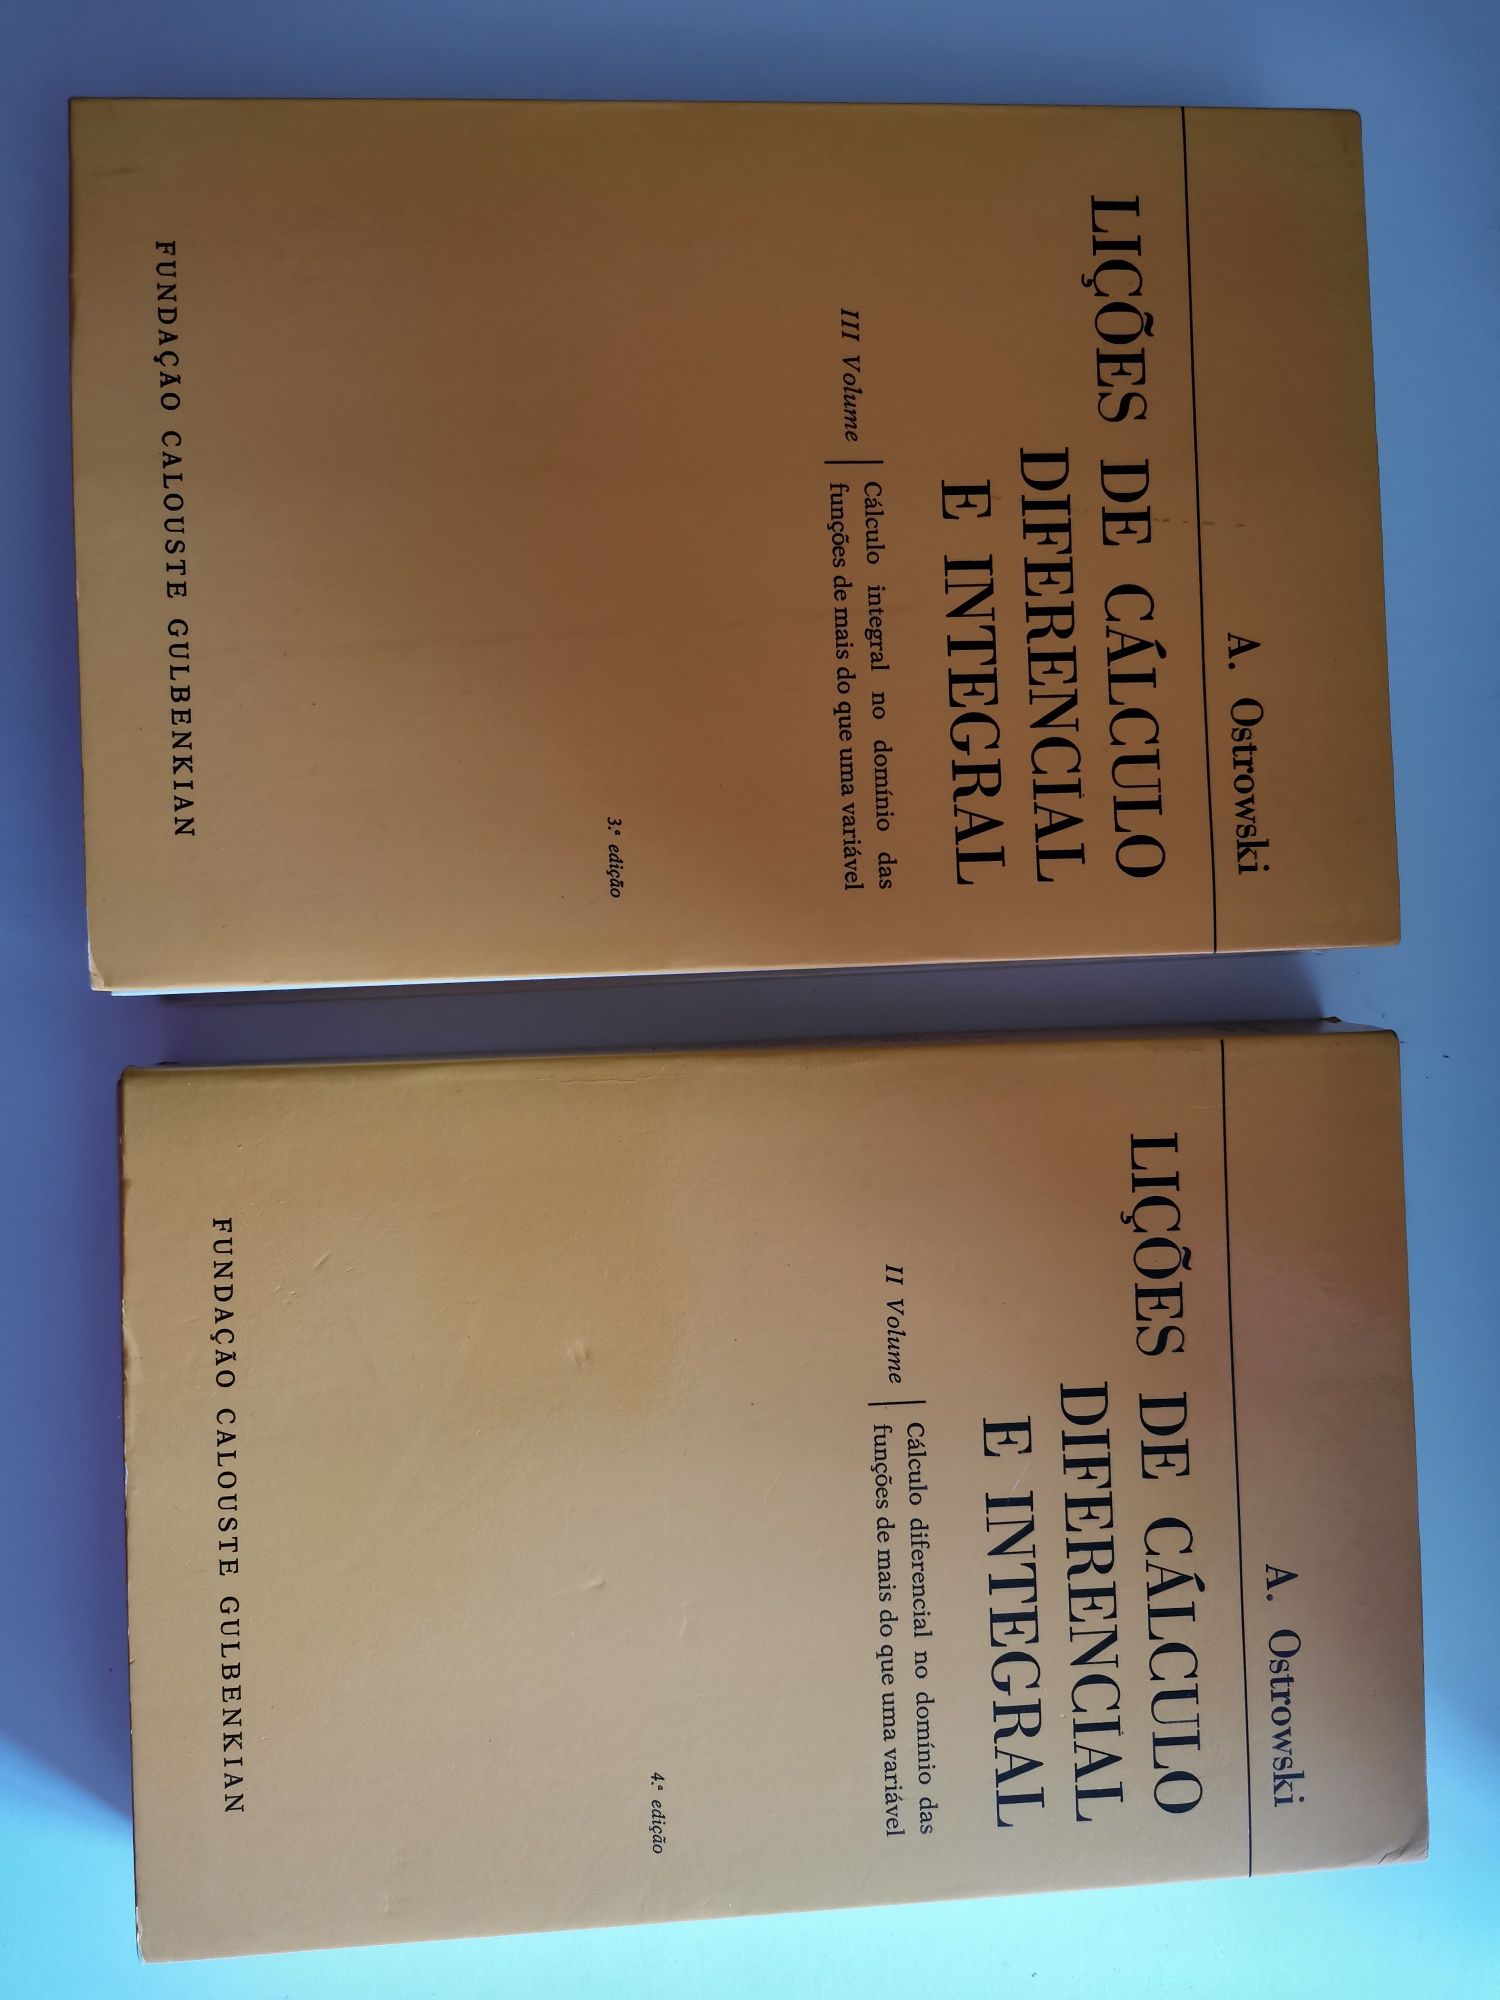 A. Ostrowski
LIÇÕES DE CÁLCULO
DIFERENCIAL
E INTEGRAL
III Volume
Cálculo integral no domínio das
funções de mais do que uma variável
3.ª edição
FUNDAÇÃO CALOUSTE GULBENKIAN
A. Ostrowski
LIÇÕES DE CÁLCULO
DIFERENCIAL
E INTEGRAL
II Volume
Cálculo diferencial no domínio das
funções de mais do que uma variável
4.ª edição
FUNDAÇÃO CALOUSTE GULBENKIAN